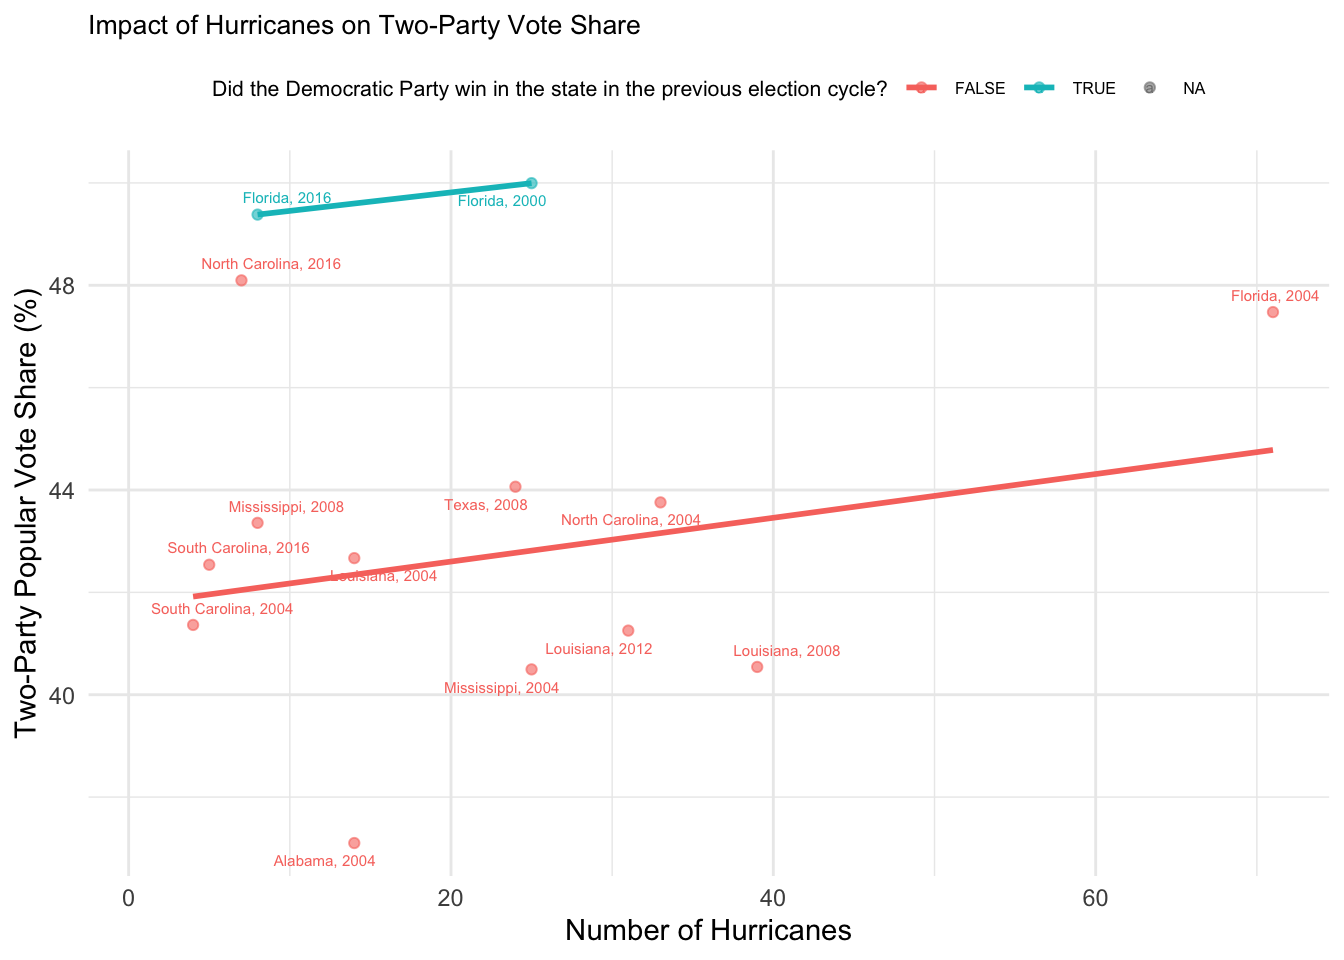 Impact of Hurricanes on Two-Party Vote Share
Did the Democratic Party win in the state in the previous election cycle? FALSE TRUE a NA
Florida, 2016
Florida, 2000
North Carolina, 2016
48
Florida, 2004
44
Mississippi, 2008
Texas, 2008
North Carolina, 2004
South Carolina, 2016
Louisiana, 2004
South Carolina, 2004
Louisiana, 2012
Louisiana, 2008
Mississippi, 2004
40
Alabama, 2004
Two-Party Popular Vote Share (%)
0 20 40 60
Number of Hurricanes